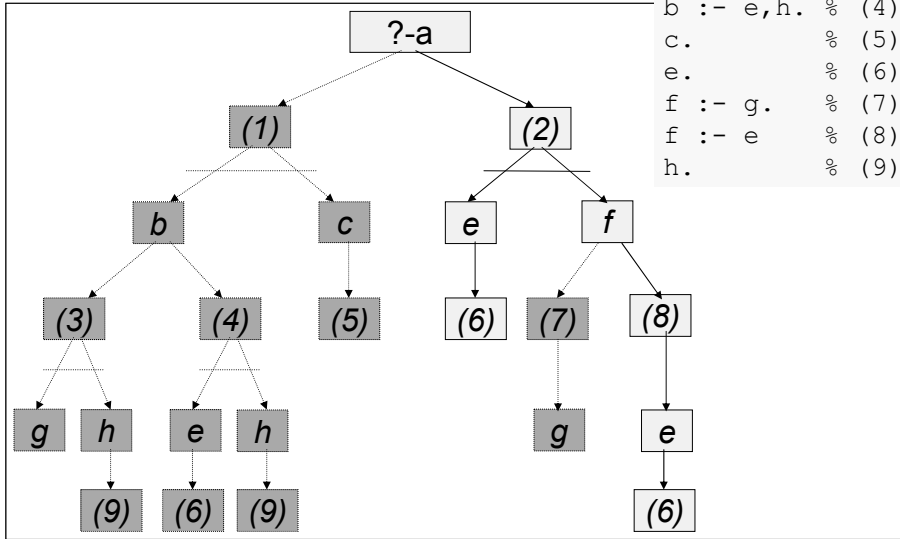 b :- e,h. % (4)
c. % (5)
e. % (6)
f :- g. % (7)
f :- e % (8)
h. % (9)
?-a
(1) (2)
b c e f
(3) (4) (5) (6) (7) (8)
g h e h g e
(9) (6) (9) (6)